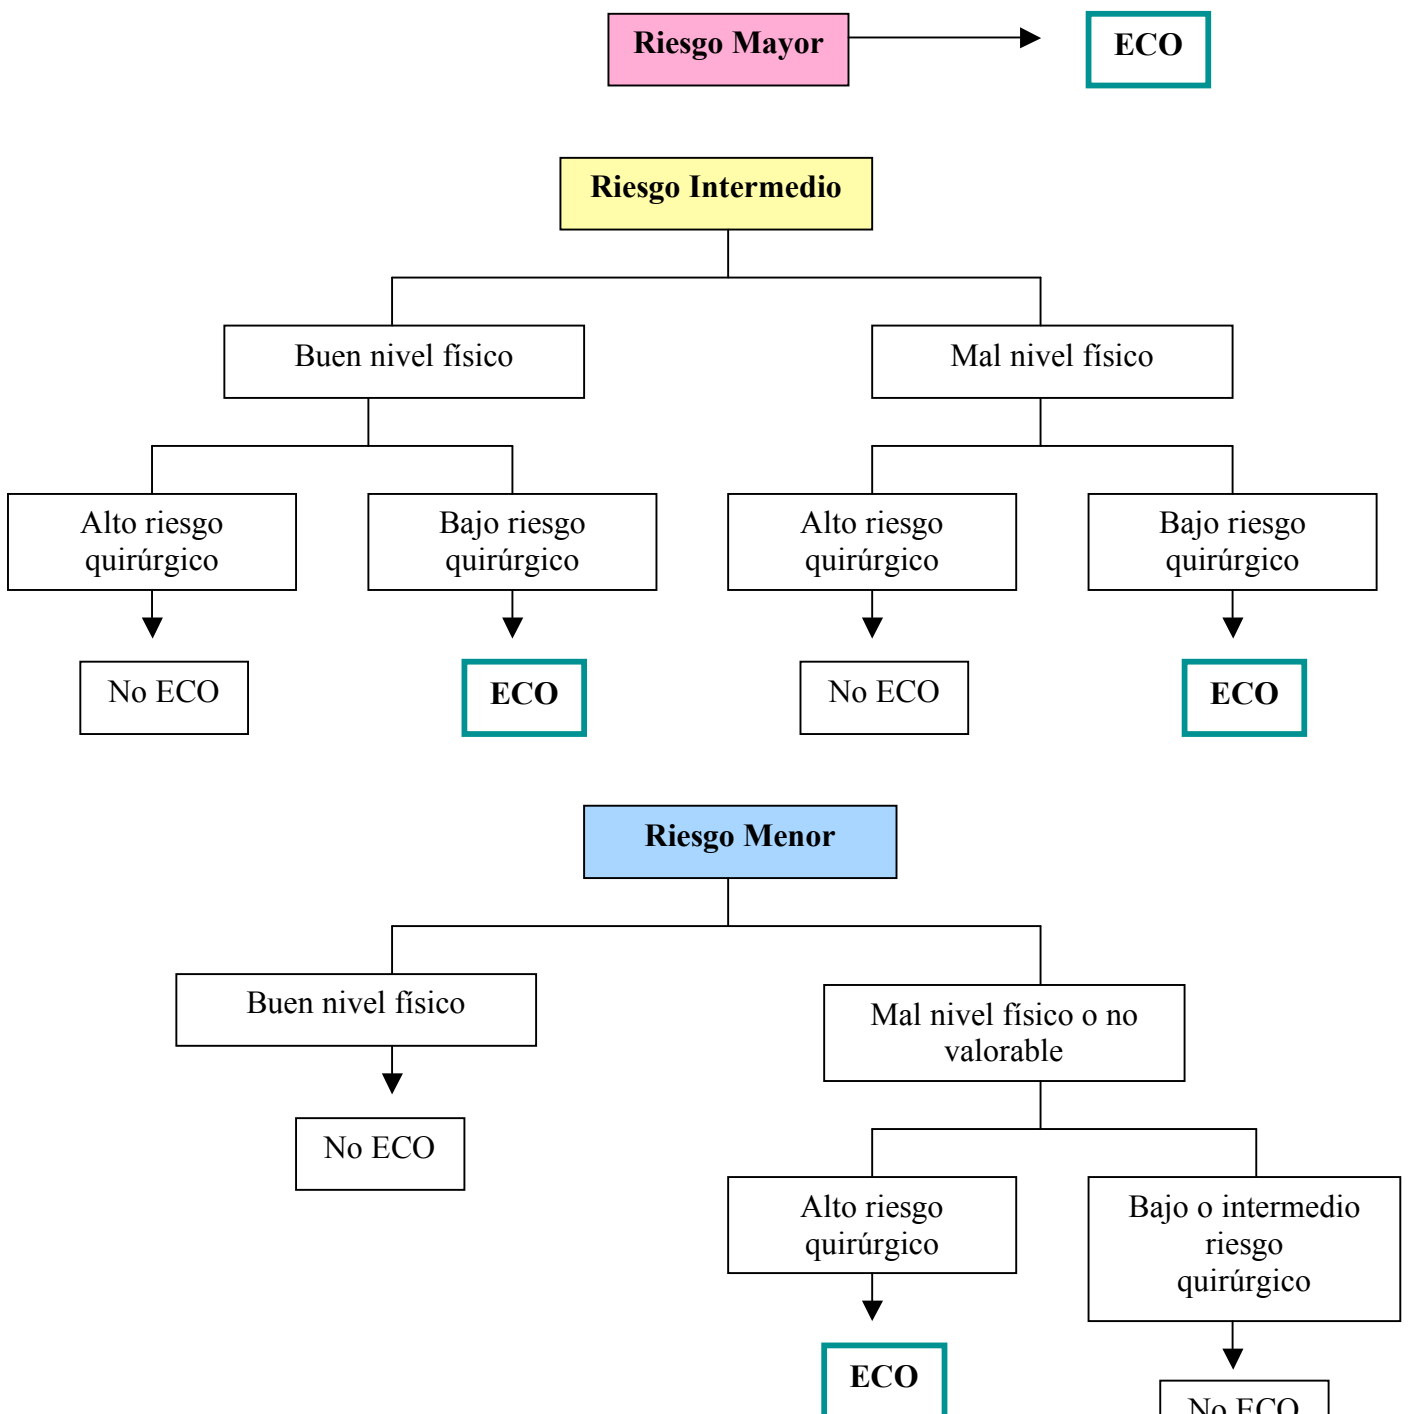 Riesgo Mayor
ECO
Riesgo Intermedio
Buen nivel físico
Mal nivel físico
Alto riesgo
quirúrgico
Bajo riesgo
quirúrgico
Alto riesgo
quirúrgico
Bajo riesgo
quirúrgico
No ECO
ECO
No ECO
ECO
Riesgo Menor
Buen nivel físico
Mal nivel físico o no
valorable
No ECO
Alto riesgo
quirúrgico
Bajo o intermedio
riesgo
quirúrgico
ECO
No ECO